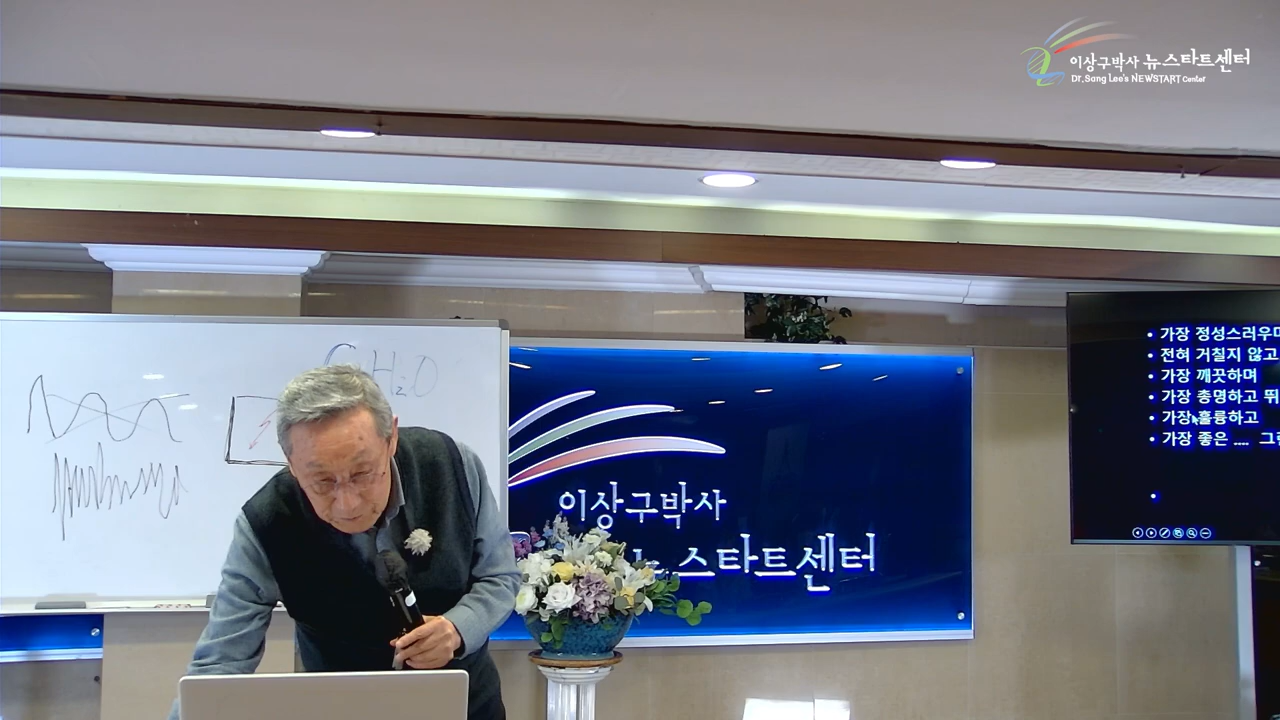 이상구박사 뉴스타트센터
Dr. Sang Lee's NEWSTART Center
H₂O
이상구박사
뉴스타트센터
• 가장 정성스러우
• 전혀 거칠지 않고
• 가장 깨끗하며
• 가장 총명하고 뛰
• 가장 훌륭하고
• 가장 좋은 ....